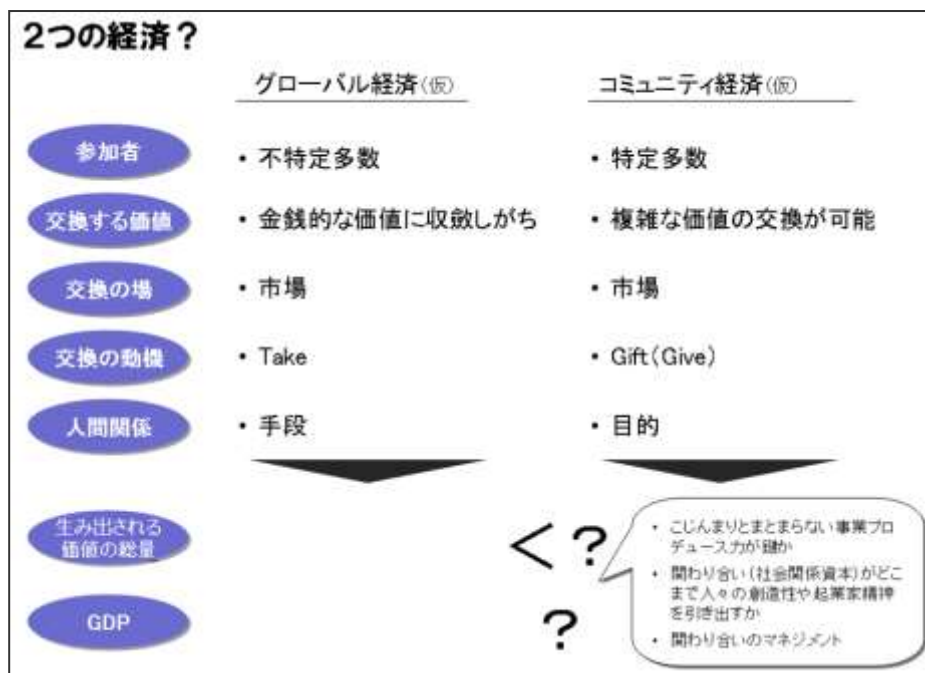 2つの経済?
グローバル経済(仮) コミュニティ経済(仮)
参加者 ・ 不特定多数 ・ 特定多数
交換する価値 ・ 金銭的な価値に収斂しがち ・ 複雑な価値の交換が可能
交換の場 ・ 市場 ・ 市場
交換の動機 ・ Take ・ Gift(Give)
人間関係 ・ 手段 ・ 目的
生み出される
価値の総量
<?
GDP
?
・ こじんまりとまとまらない事業プロ
デュース力が鍵か
・ 関わり合い(社会関係資本)がどこ
まで人々の創造性や起業家精神
を引き出すか
・ 関わり合いのマネジメント